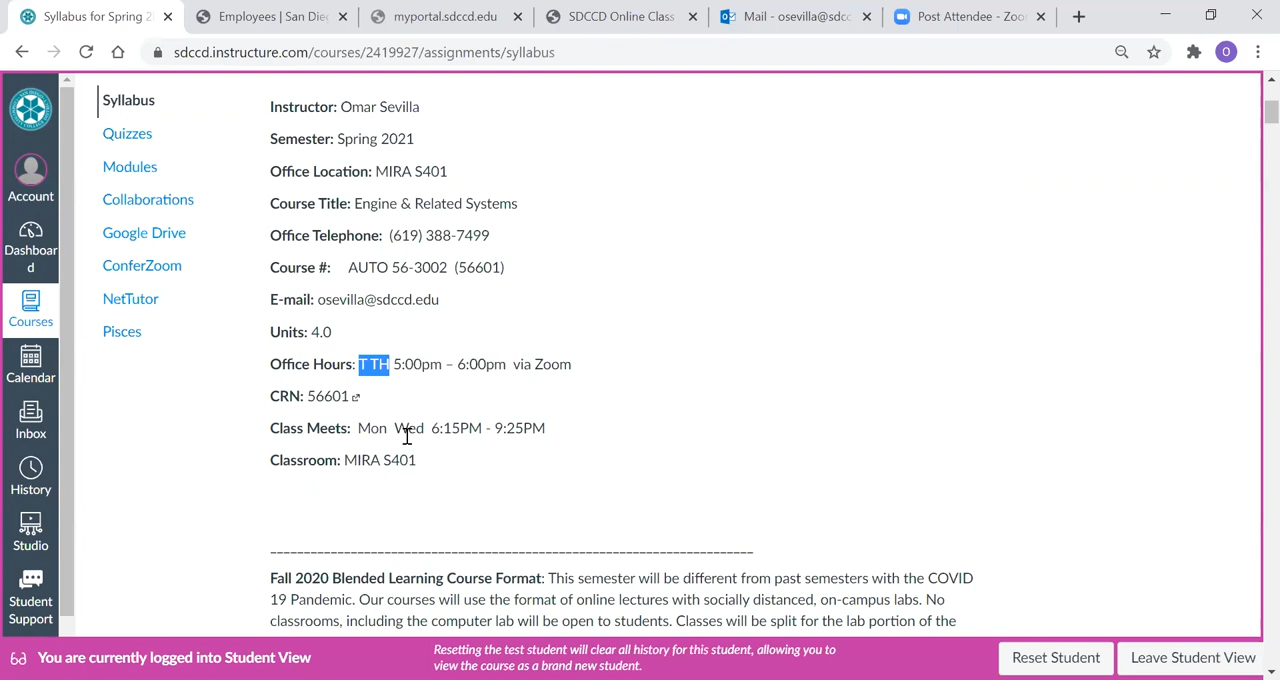 Syllabus for Spring 2
Employees | San Die
myportal.sdccd.edu
SDCCD Online Class
Mail - osevilla@sdcc
Post Attendee - Zoo
sdccd.instructure.com/courses/2419927/assignments/syllabus
O
Account
Dashboar
d
Courses
Calendar
Inbox
History
Studio
Student
Support
Syllabus
Quizzes
Modules
Collaborations
Google Drive
ConferZoom
NetTutor
Pisces
Instructor: Omar Sevilla
Semester: Spring 2021
Office Location: MIRA S401
Course Title: Engine & Related Systems
Office Telephone: (619) 388-7499
Course #: AUTO 56-3002 (56601)
E-mail: osevilla@sdccd.edu
Units: 4.0
Office Hours: T TH 5:00pm – 6:00pm via Zoom
CRN: 56601
Class Meets: Mon Wed 6:15PM - 9:25PM
Classroom: MIRA S401
______________________________________________________________________
Fall 2020 Blended Learning Course Format: This semester will be different from past semesters with the COVID
19 Pandemic. Our courses will use the format of online lectures with socially distanced, on-campus labs. No
classrooms, including the computer lab will be open to students. Classes will be split for the lab portion of the
You are currently logged into Student View
Resetting the test student will clear all history for this student, allowing you to
view the course as a brand new student.
Reset Student
Leave Student View